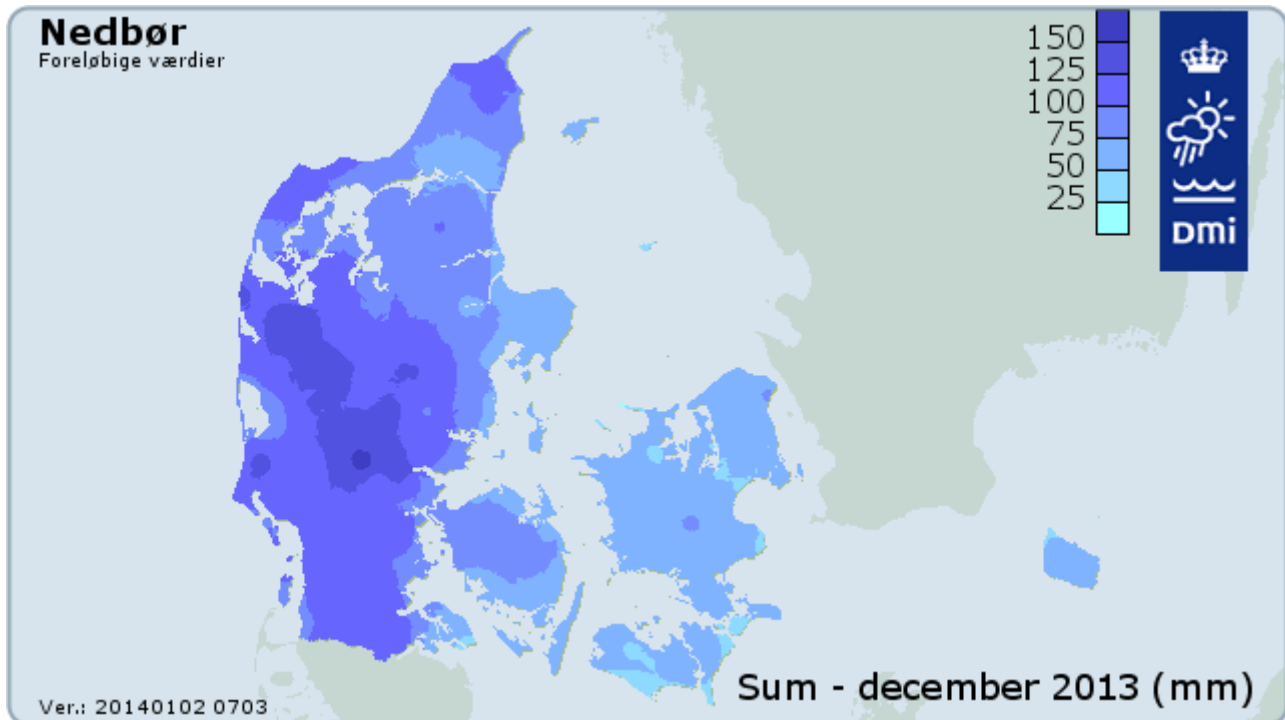 Nedbør
Foreløbige værdier
150
125
100
75
50
25
DMI
Sum - december 2013 (mm)
Ver.: 20140102 0703